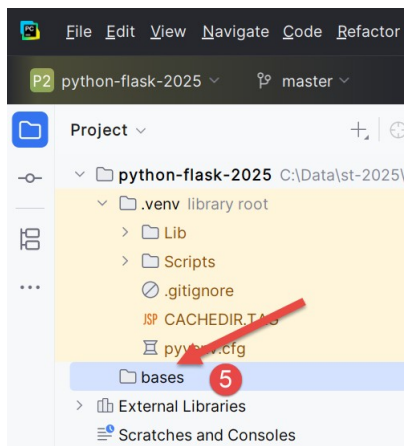 PC
File Edit View Navigate Code Refactor
P2 python-flask-2025 master
Project
python-flask-2025 C:\Data\st-2025\
.venv library root
Lib
Scripts
.gitignore
JSP CACHEDIR.TAG
pyvenv.cfg
bases 5
External Libraries
Scratches and Consoles